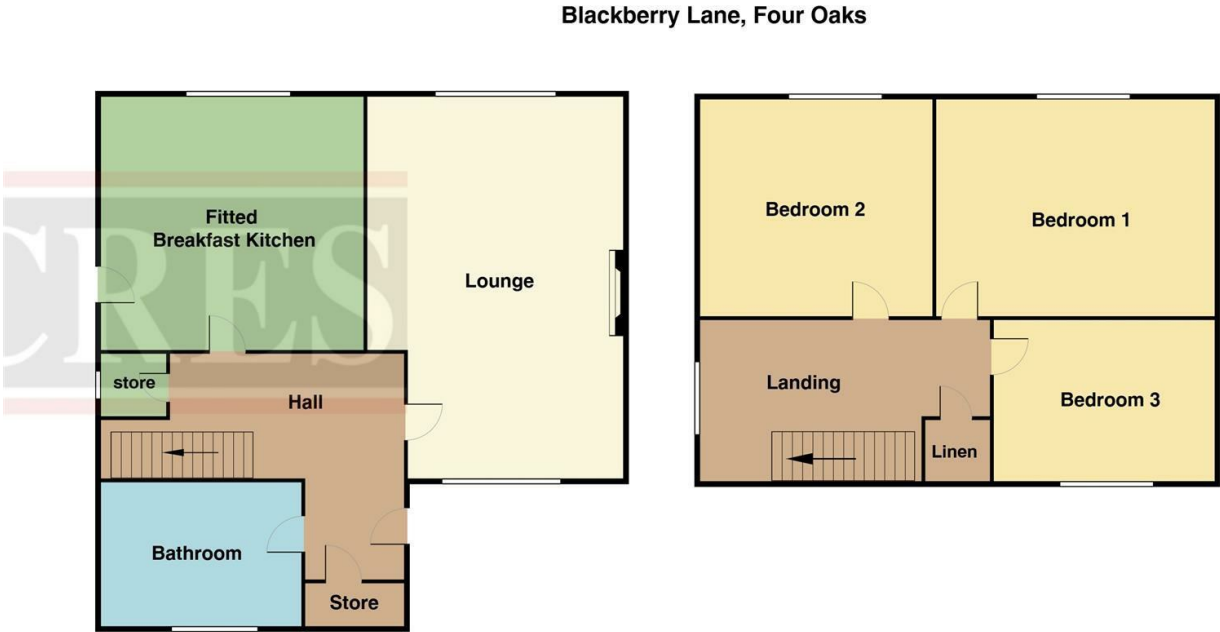 Blackberry Lane, Four Oaks
Fitted
Breakfast Kitchen
Lounge
store
Hall
Bathroom
Store
Bedroom 2
Bedroom 1
Landing
Bedroom 3
Linen
CRES